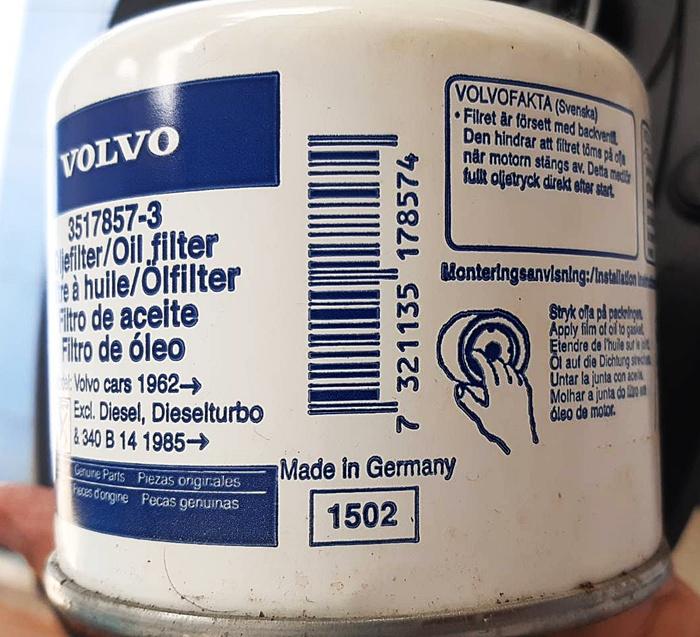 VOLVO
3517857-3
ljefilter/Oil filter
re à huile/Ölfilter
Filtro de aceite
Filtro de óleo
Volvo cars 1962→
Excl. Diesel, Dieselturbo
& 340 B 14 1985→
Genuine Parts Piezas originales
Pieces d'origine Pecas genuinas
7 321135 178574
Made in Germany
1502
VOLVOFAKTA (Svenska)
• Filret är försett med backventil.
Den hindrar att filtret töms på olja
när motorn stängs av. Detta medför
fullt oljetryck direkt efter start.
Monteringsanvisning:/Installation
Stryk olja på packningen.
Apply film of oil to gasket.
Etendre de l'huile sur le
Öl auf die Dichtung
Untar la junta con aceite.
Molhar a junta do filtro
óleo de motor.